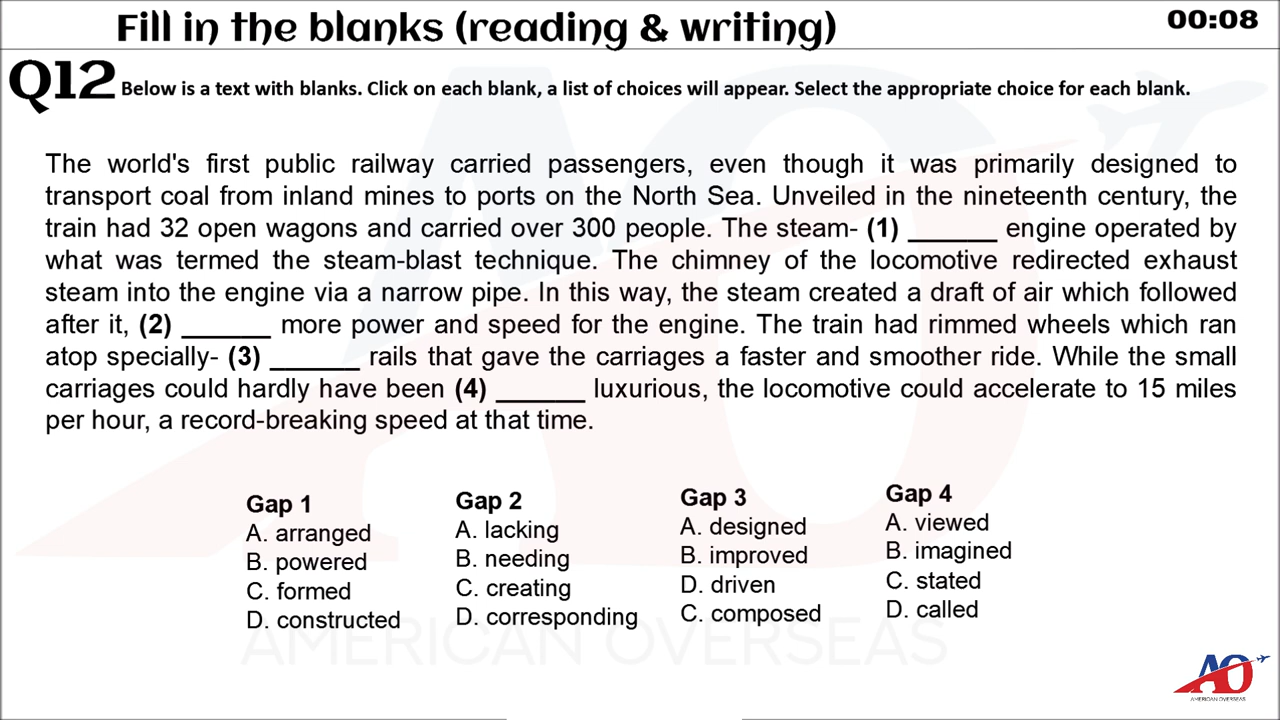 Fill in the blanks (reading & writing)
00:08
Q12 Below is a text with blanks. Click on each blank, a list of choices will appear. Select the appropriate choice for each blank.
The world's first public railway carried passengers, even though it was primarily designed to
transport coal from inland mines to ports on the North Sea. Unveiled in the nineteenth century, the
train had 32 open wagons and carried over 300 people. The steam- (1) ______ engine operated by
what was termed the steam-blast technique. The chimney of the locomotive redirected exhaust
steam into the engine via a narrow pipe. In this way, the steam created a draft of air which followed
after it, (2) ______ more power and speed for the engine. The train had rimmed wheels which ran
atop specially- (3) ______ rails that gave the carriages a faster and smoother ride. While the small
carriages could hardly have been (4) ______ luxurious, the locomotive could accelerate to 15 miles
per hour, a record-breaking speed at that time.
Gap 1
A. arranged
B. powered
C. formed
D. constructed
Gap 2
A. lacking
B. needing
C. creating
D. corresponding
Gap 3
A. designed
B. improved
D. driven
C. composed
Gap 4
A. viewed
B. imagined
C. stated
D. called
AMERICAN OVERSEAS
AO
AMERICAN OVERSEAS